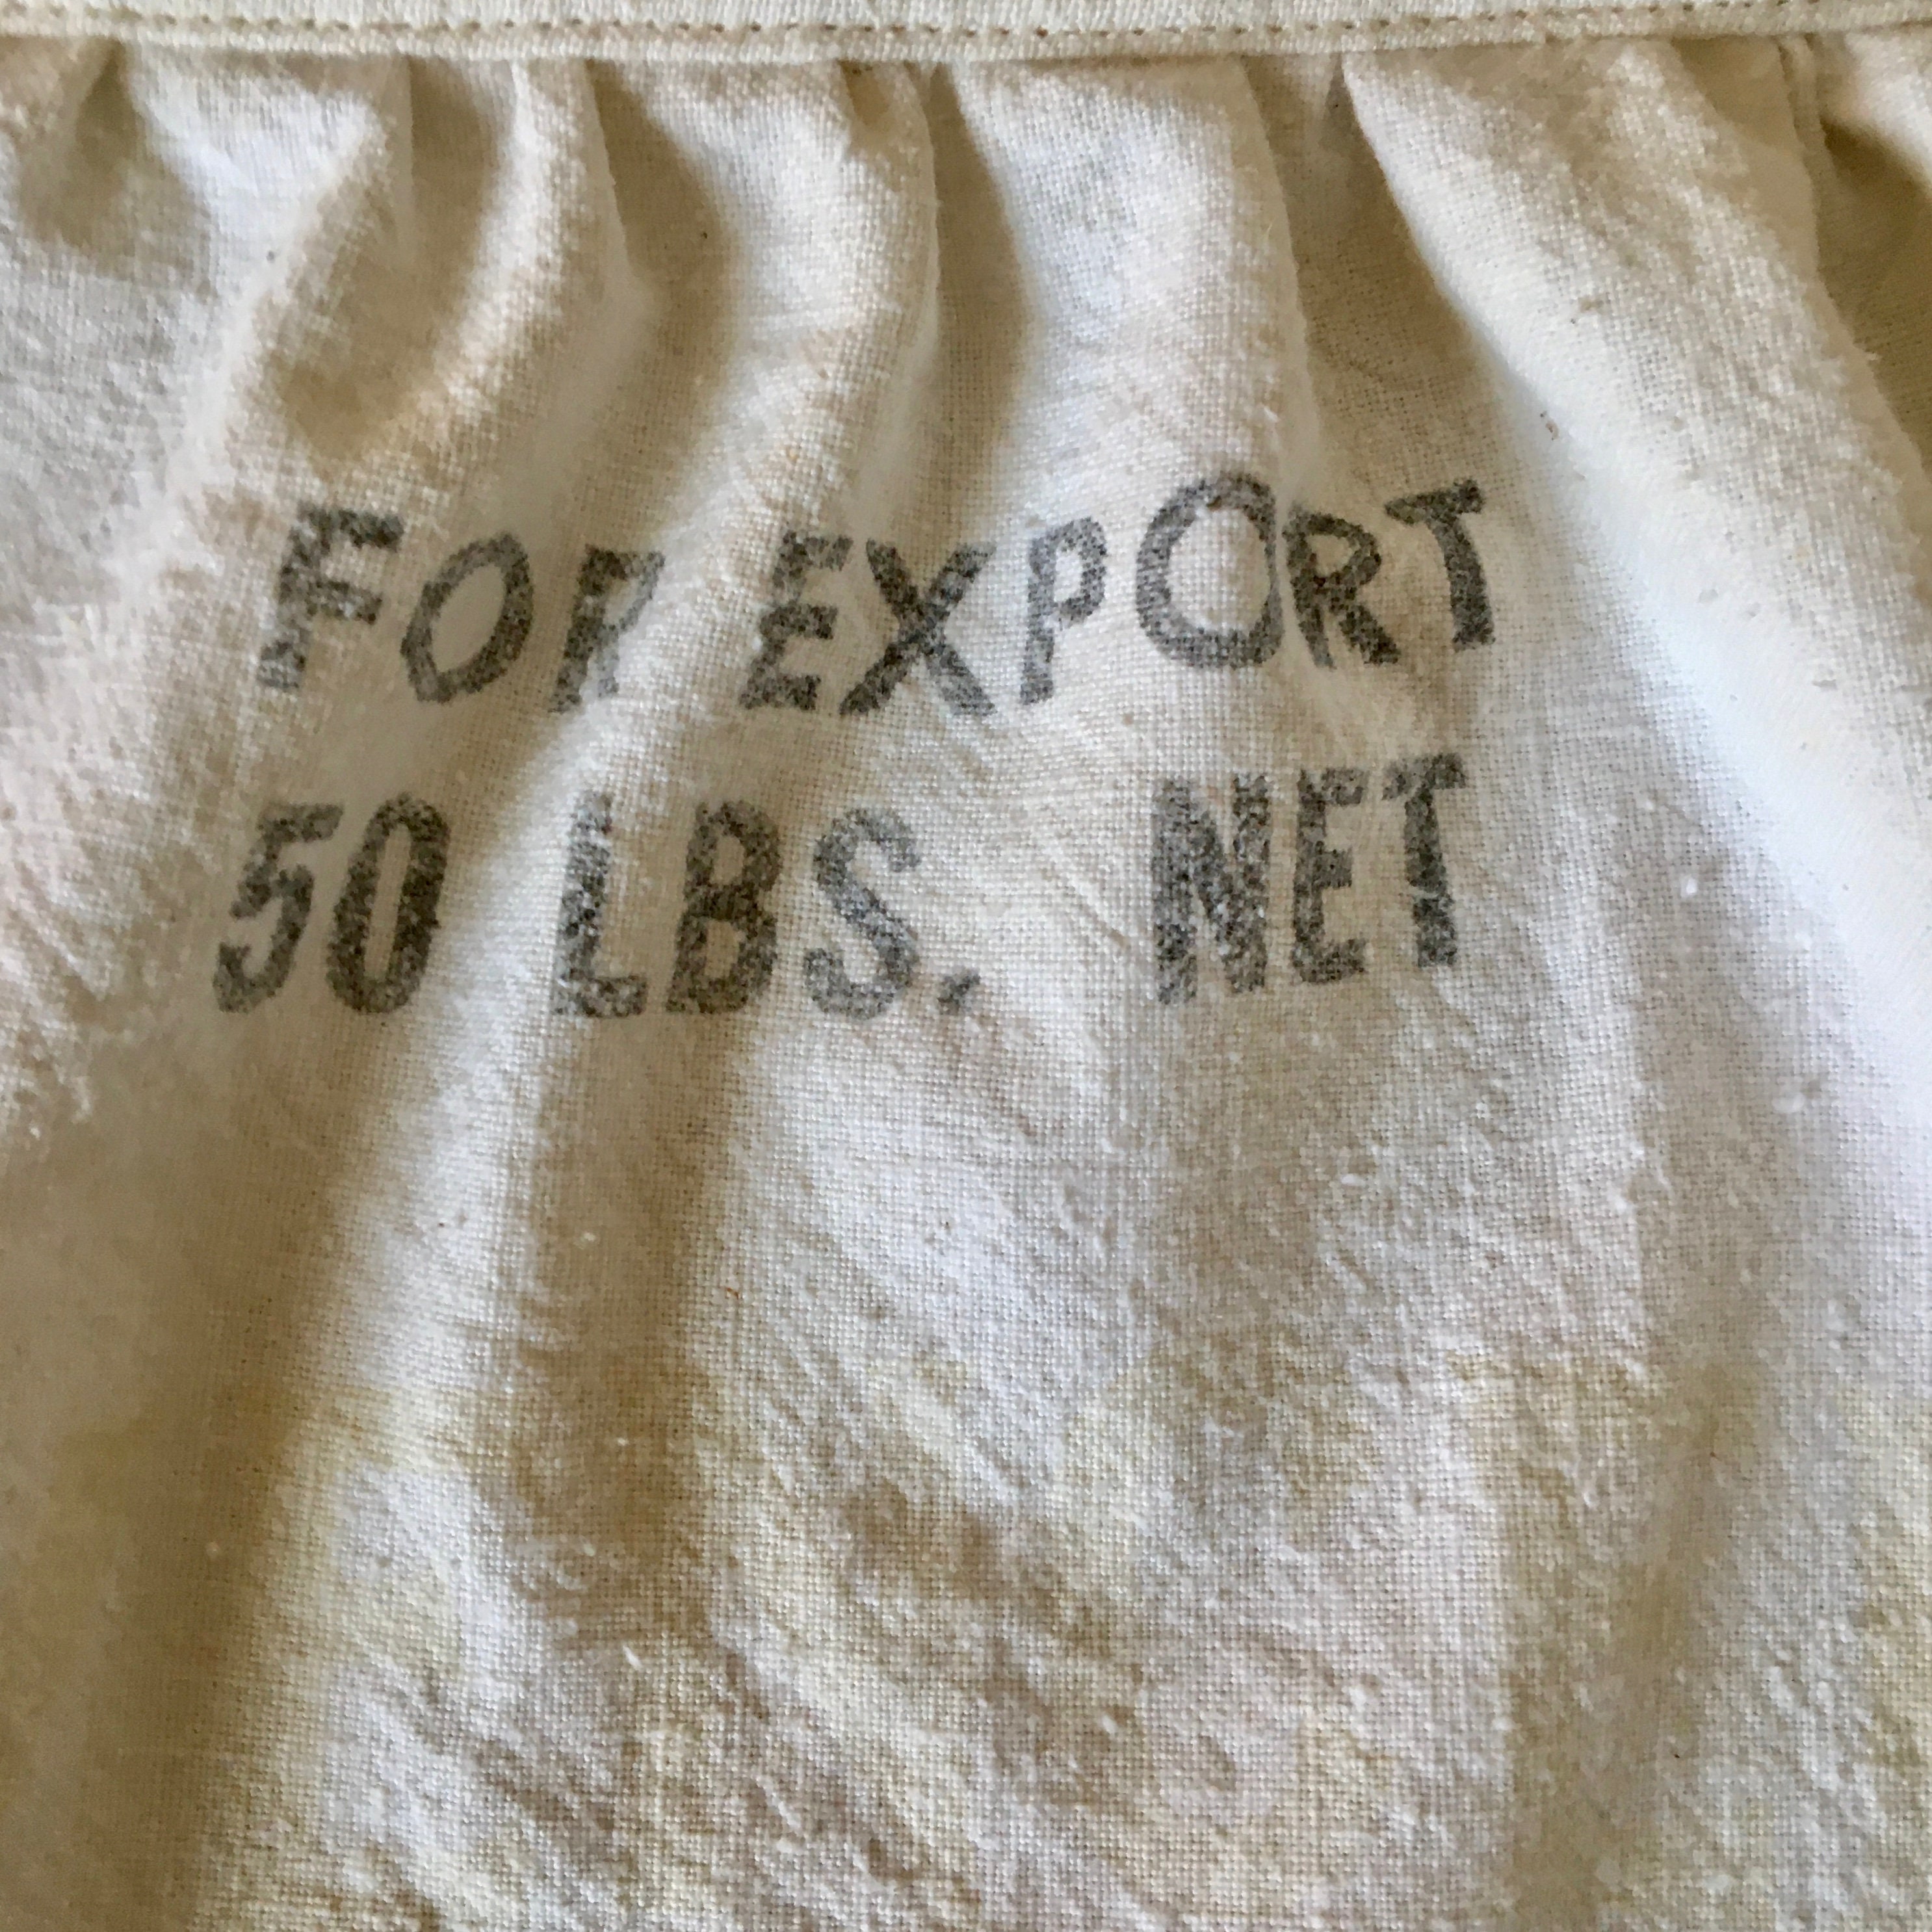 FOR EXPORT
50 LBS. NET